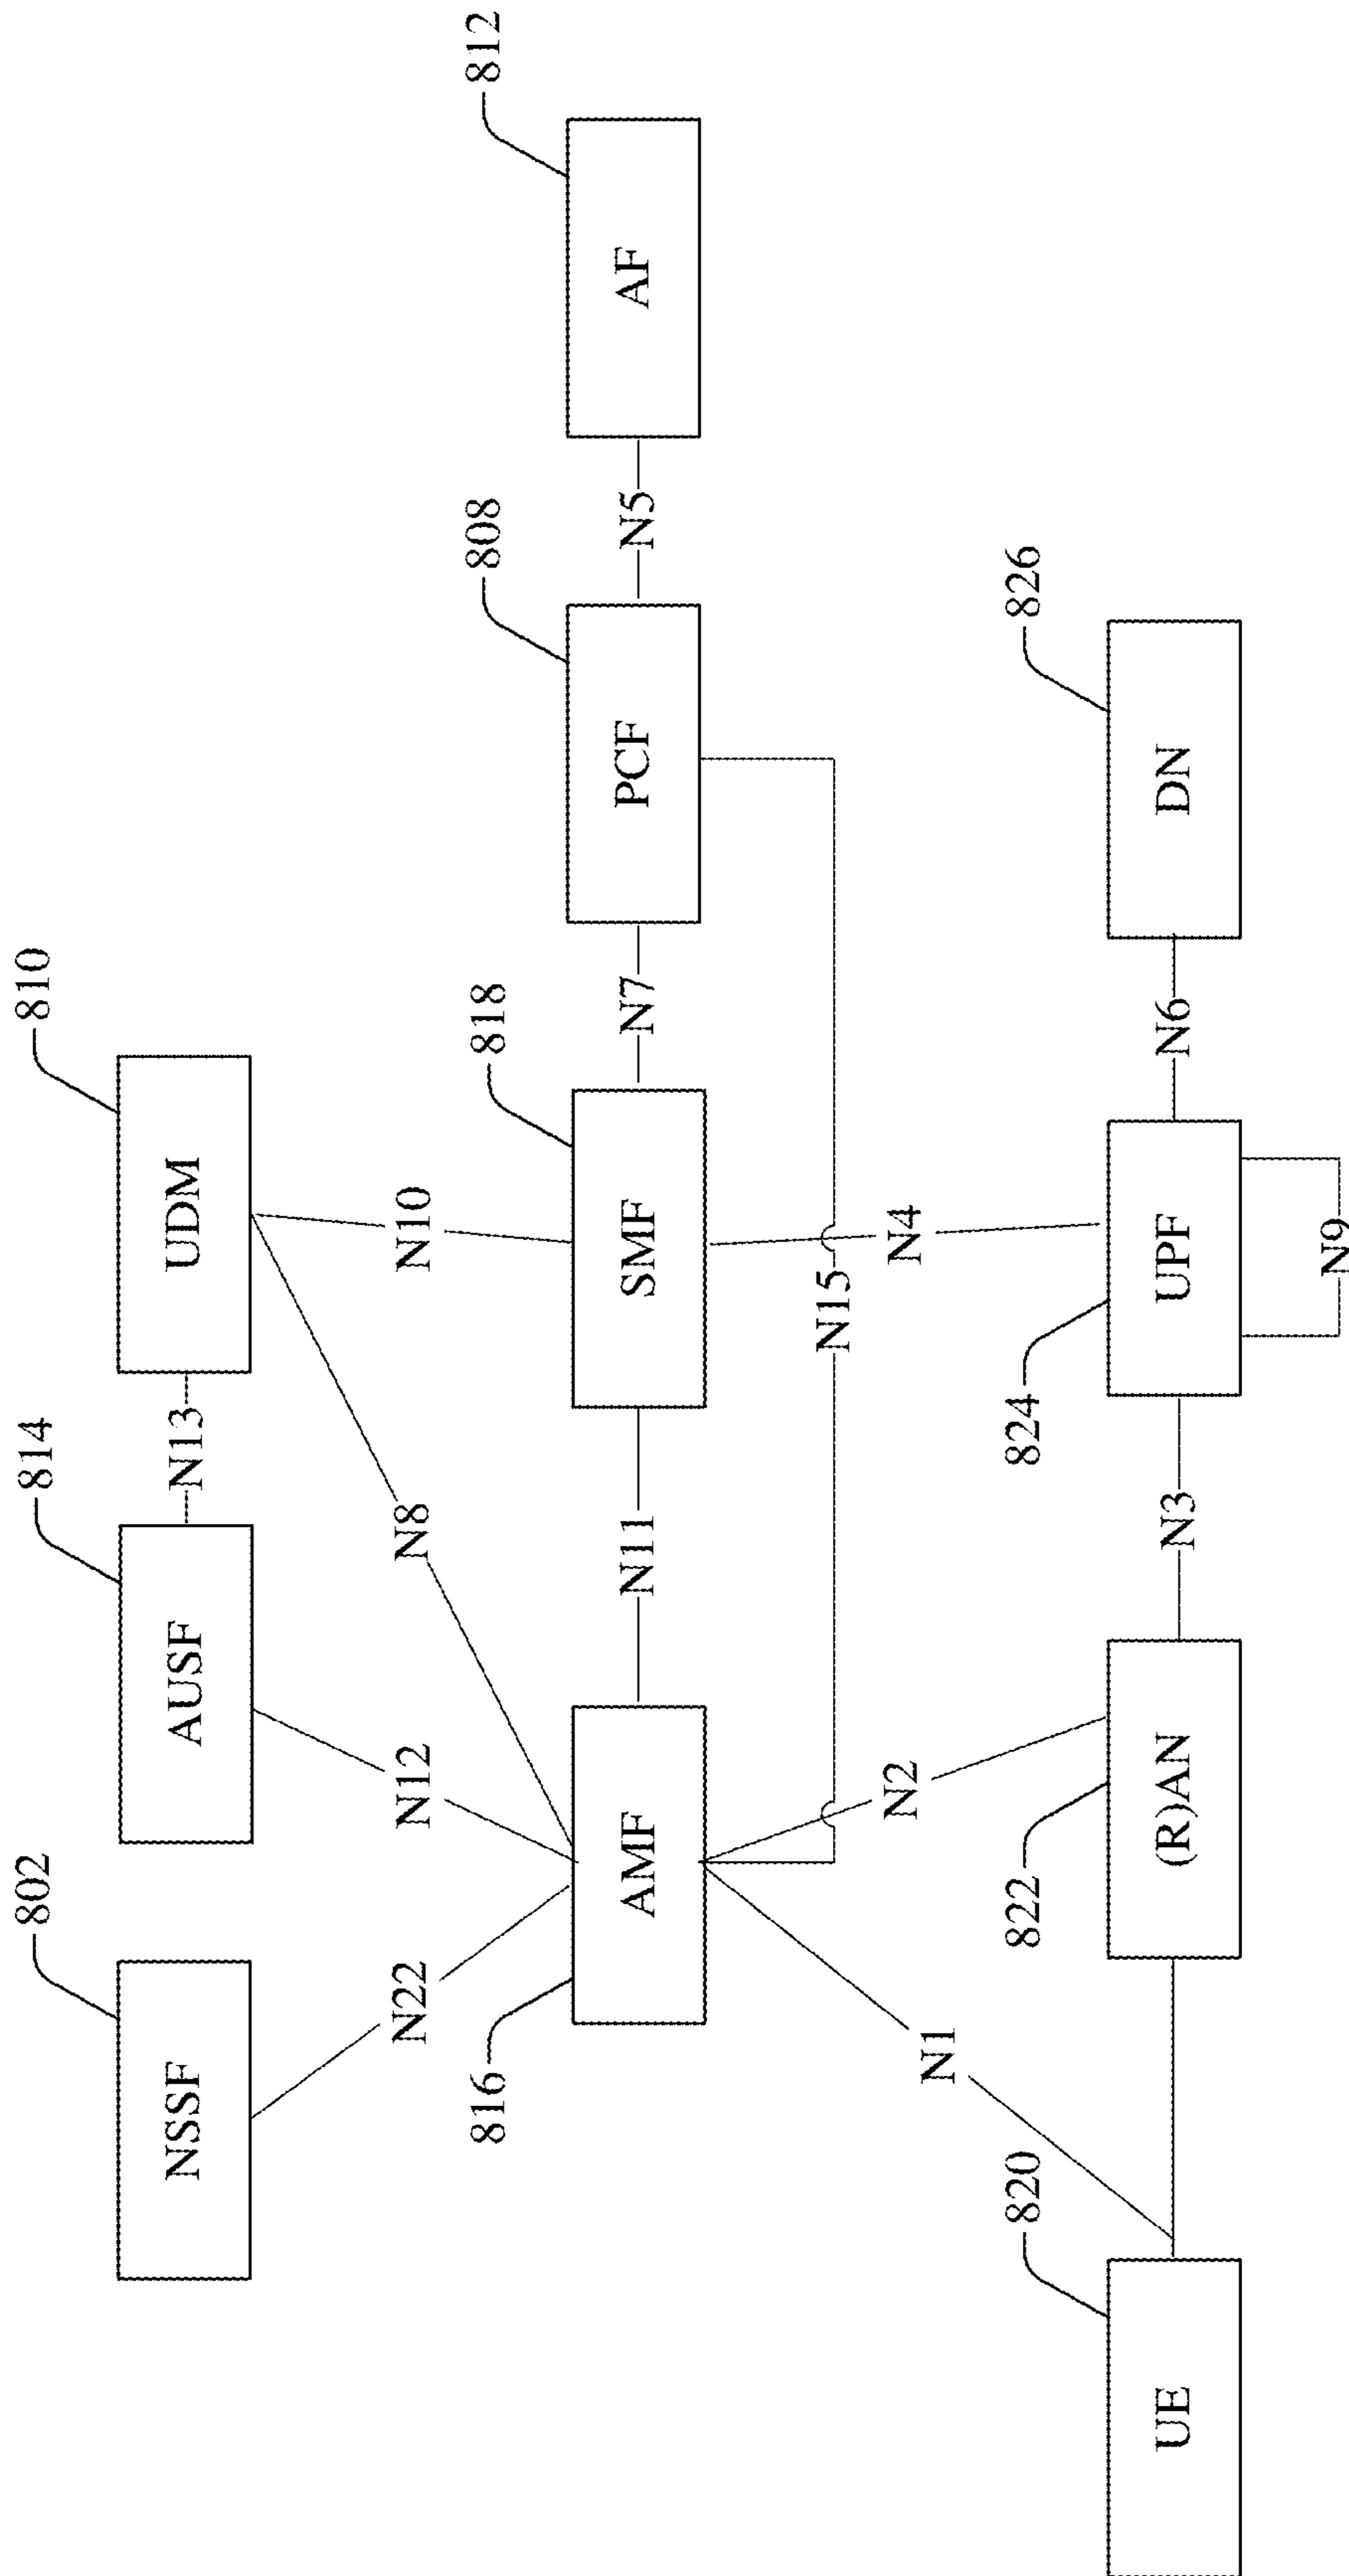 802
814
810
NSSF
AUSF
N13
UDM
N22
N12
N8
N10
816
818
808
812
AMF
N11
SMF
N7
PCF
N5
AF
N15
N1
N2
N4
820
822
824
826
UE
(R)AN
N3
UPF
N6
DN
N9